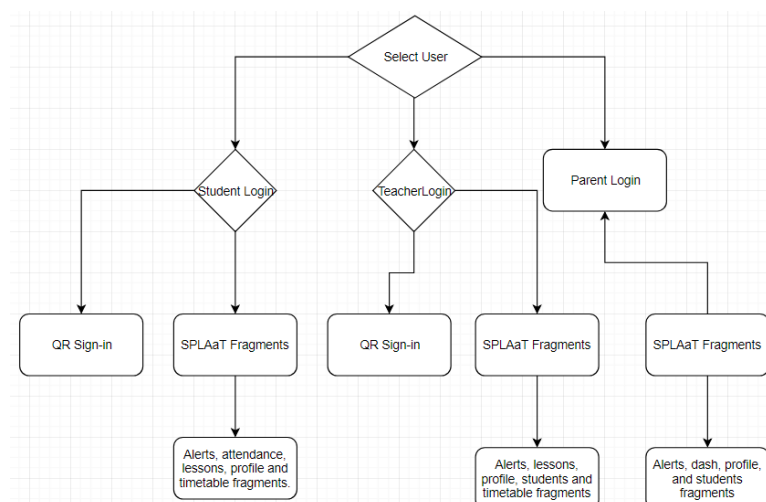 Select User
Student Login
TeacherLogin
Parent Login
QR Sign-in
SPLAaT Fragments
QR Sign-in
SPLAaT Fragments
SPLAaT Fragments
Alerts, attendance,
lessons, profile and
timetable fragments.
Alerts, lessons,
profile, students and
timetable fragments
Alerts, dash, profile,
and students
fragments